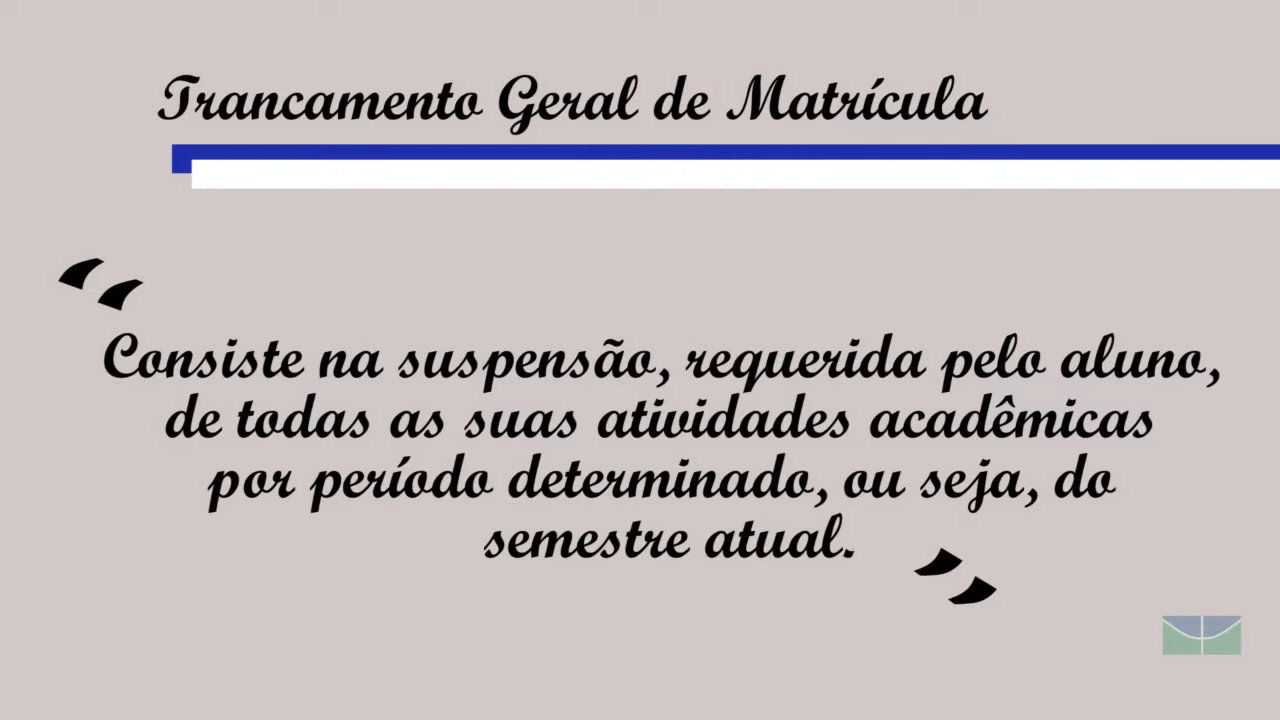 Trancamento Geral de Matrícula
“
Consiste na suspensão, requerida pelo aluno,
de todas as suas atividades acadêmicas
por período determinado, ou seja, do
semestre atual.
”